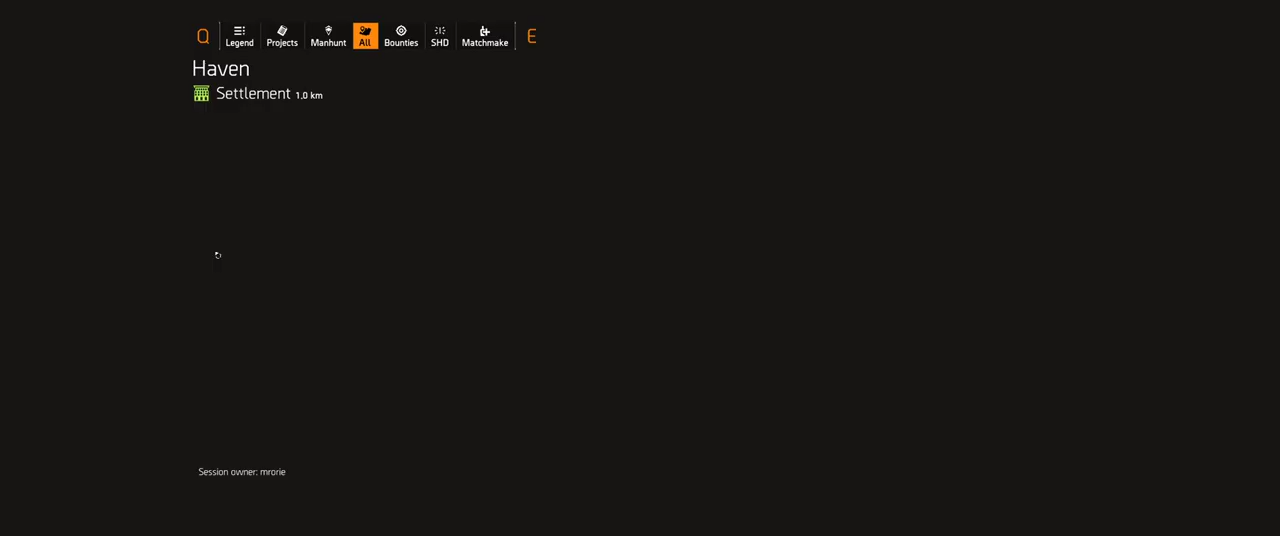 Q Legend Projects Manhunt All Bounties SHD Matchmake E
Haven
Settlement 1.0 km
Session owner: mrorie